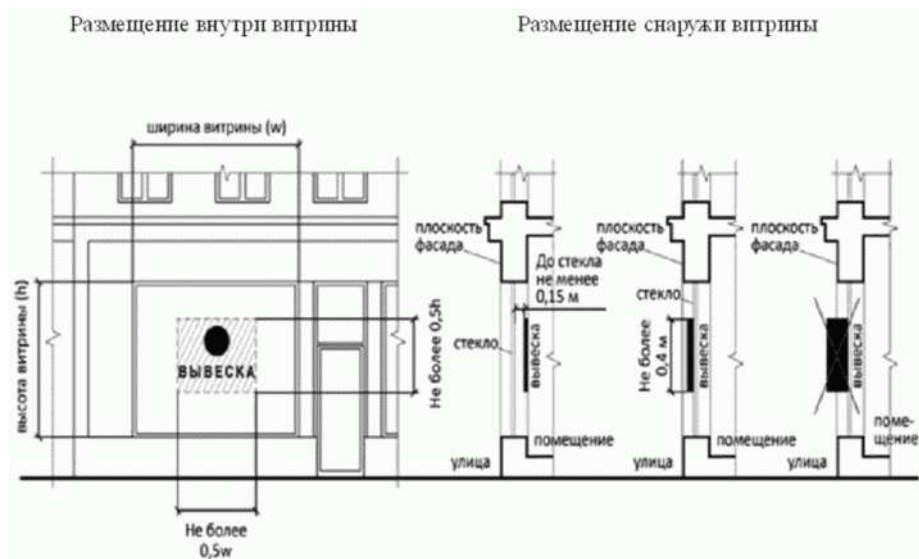 Размещение внутри витрины
Размещение снаружи витрины
ширина витрины (w)
высота витрины (h)
ВЫВЕСКА
Не более 0,5h
Не более
0,5w
плоскость
фасада
До стекла
не менее
0,15 м
стекло
вывеска
помещение
улица
плоскость
фасада
стекло
Не более
0,4 м
вывеска
помещение
улица
плоскость
фасада
вывеска
поме-
щение
улица